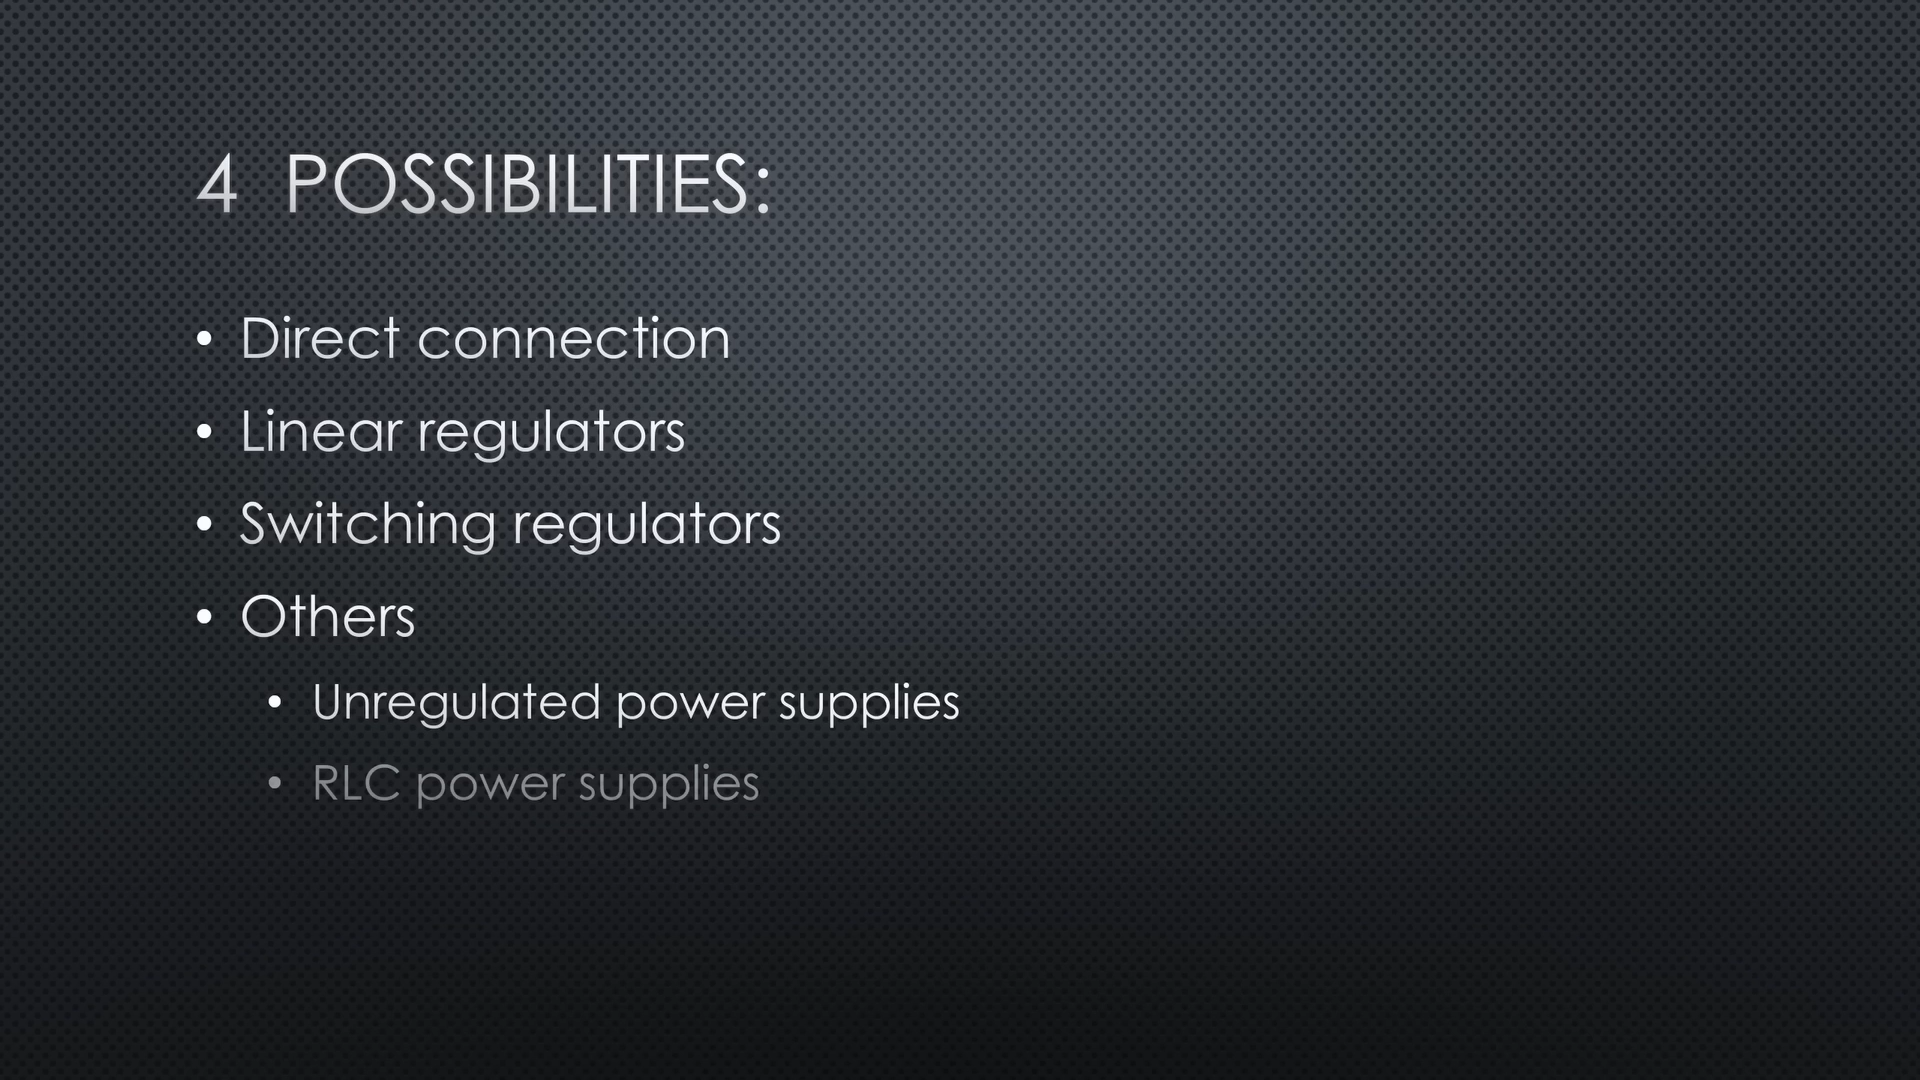 4 POSSIBILITIES:
• Direct connection
• Linear regulators
• Switching regulators
• Others
• Unregulated power supplies
• RLC power supplies